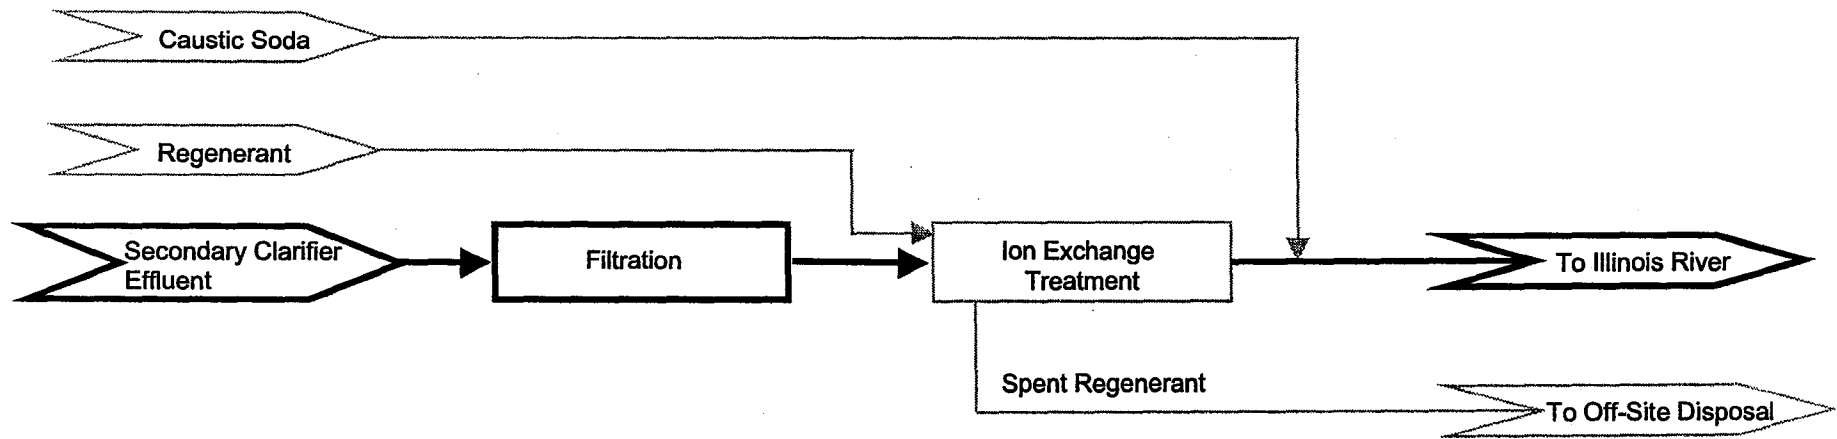 Caustic Soda
Regenerant
Secondary Clarifier
Effluent
Filtration
Ion Exchange
Treatment
To Illinois River
Spent Regenerant
To Off-Site Disposal